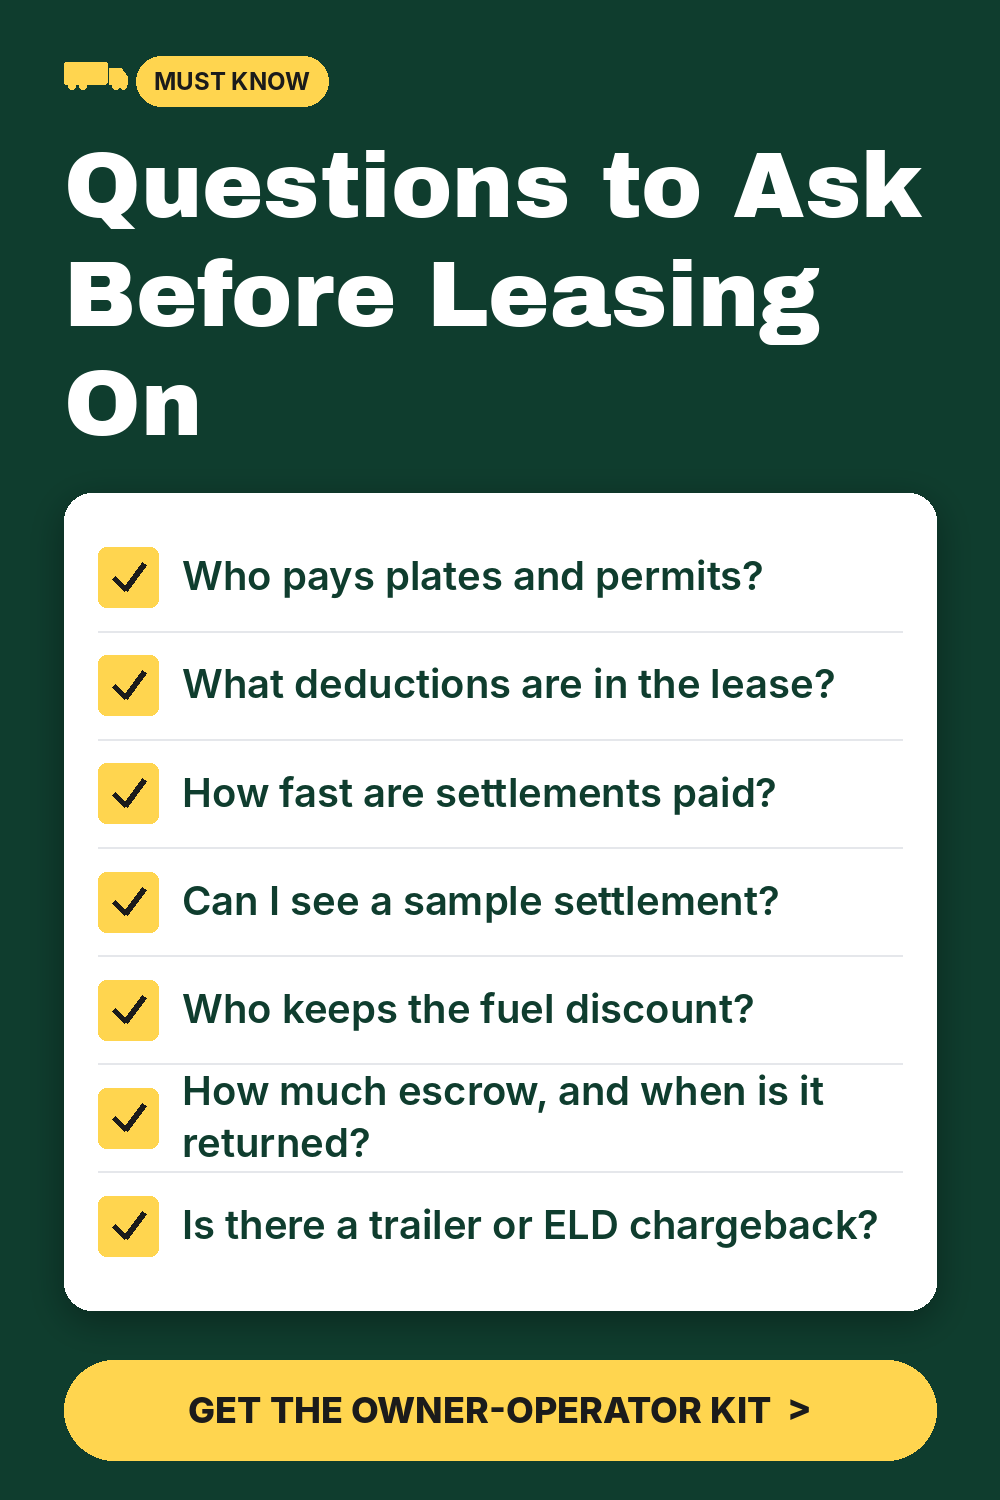 MUST KNOW
Questions to Ask
Before Leasing
On
Who pays plates and permits?
What deductions are in the lease?
How fast are settlements paid?
Can I see a sample settlement?
Who keeps the fuel discount?
How much escrow, and when is it
returned?
Is there a trailer or ELD chargeback?
GET THE OWNER-OPERATOR KIT >